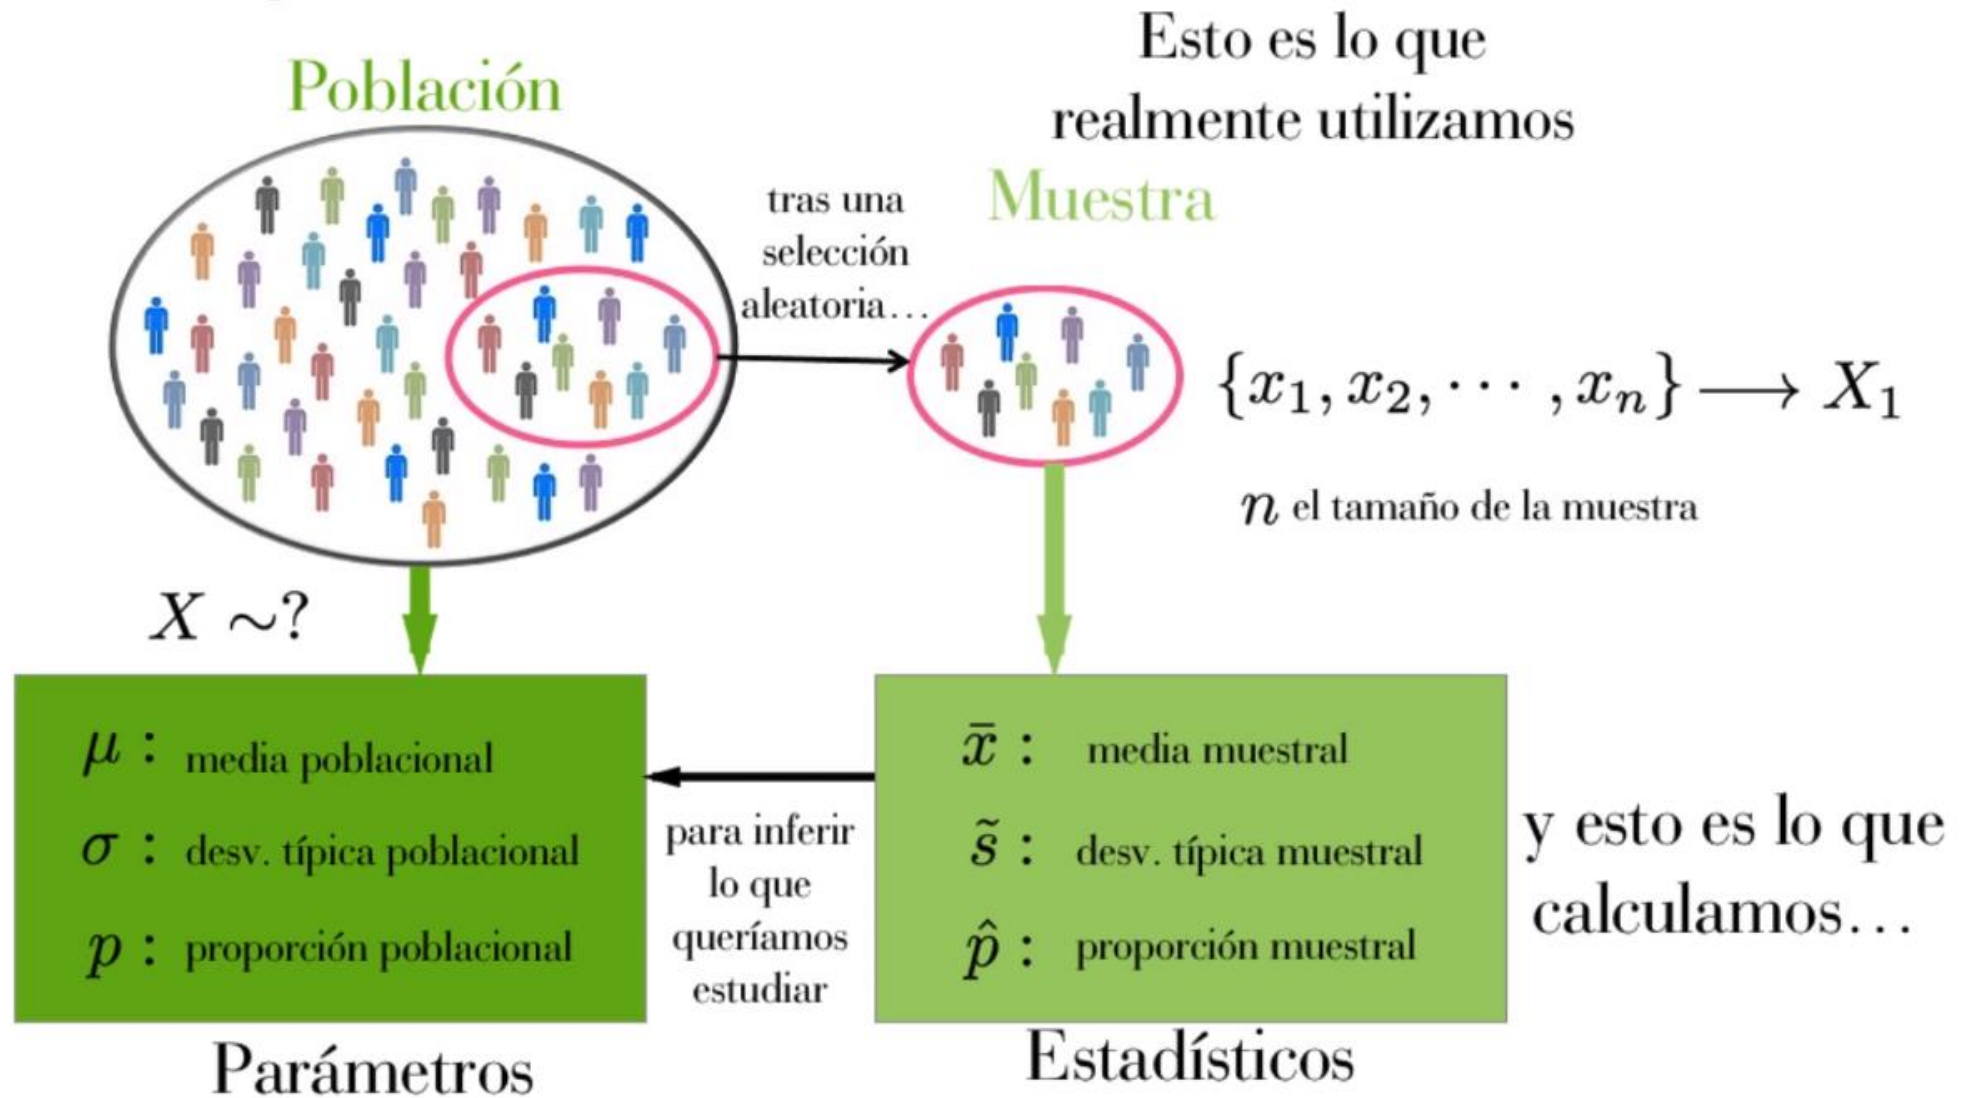 Población
Esto es lo que
realmente utilizamos
tras una
selección
aleatoria...
Muestra
{x₁, x₂, ⋯ , xₙ} ⟶ X₁
n el tamaño de la muestra
X ∼?
μ : media poblacional
σ : desv. típica poblacional
p : proporción poblacional
Parámetros
para inferir
lo que
queríamos
estudiar
x̄ : media muestral
s̃ : desv. típica muestral
p̂ : proporción muestral
Estadísticos
y esto es lo que
calculamos...